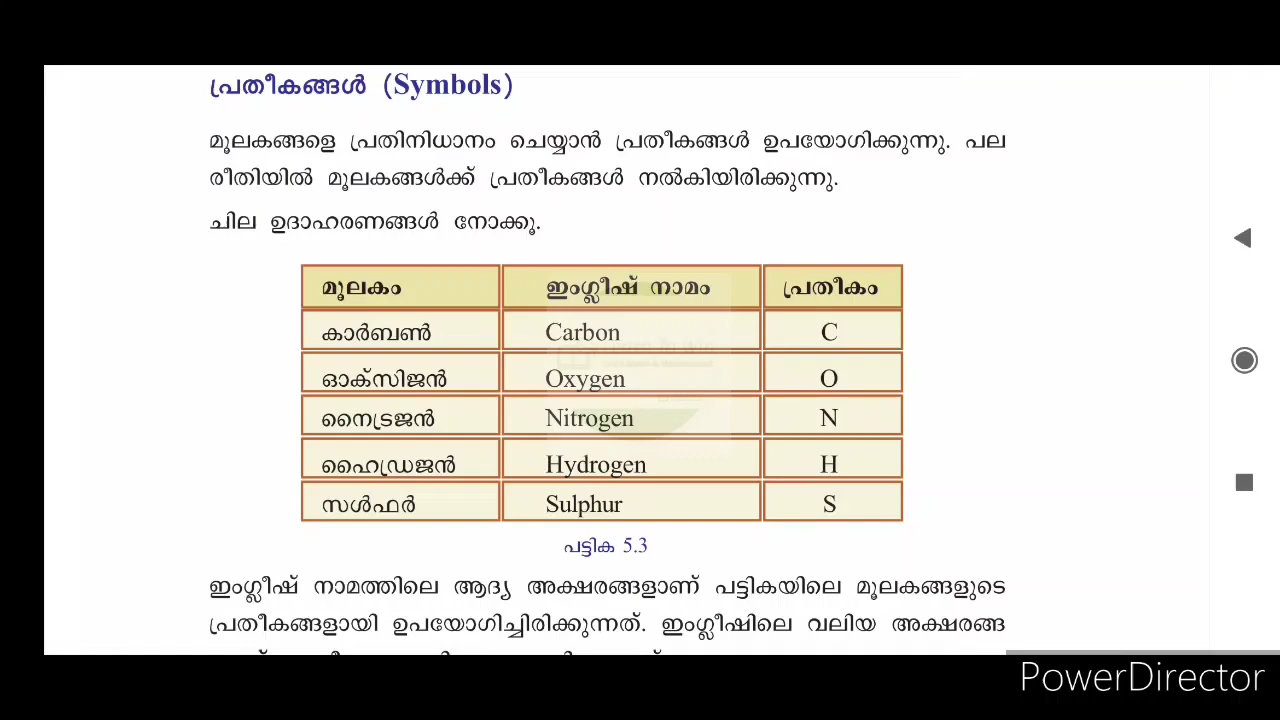 പ്രതീകങ്ങൾ (Symbols)
മൂലകങ്ങളെ പ്രതിനിധാനം ചെയ്യാൻ പ്രതീകങ്ങൾ ഉപയോഗിക്കുന്നു. പല
രീതിയിൽ മൂലകങ്ങൾക്ക് പ്രതീകങ്ങൾ നൽകിയിരിക്കുന്നു.
ചില ഉദാഹരണങ്ങൾ നോക്കൂ.
മൂലകം ഇംഗ്ലീഷ് നാമം പ്രതീകം
കാർബൺ Carbon C
ഓക്സിജൻ Oxygen O
നൈട്രജൻ Nitrogen N
ഹൈഡ്രജൻ Hydrogen H
സൾഫർ Sulphur S
പട്ടിക 5.3
ഇംഗ്ലീഷ് നാമത്തിലെ ആദ്യ അക്ഷരങ്ങളാണ് പട്ടികയിലെ മൂലകങ്ങളുടെ
പ്രതീകങ്ങളായി ഉപയോഗിച്ചിരിക്കുന്നത്. ഇംഗ്ലീഷിലെ വലിയ അക്ഷരങ്ങ
PowerDirector